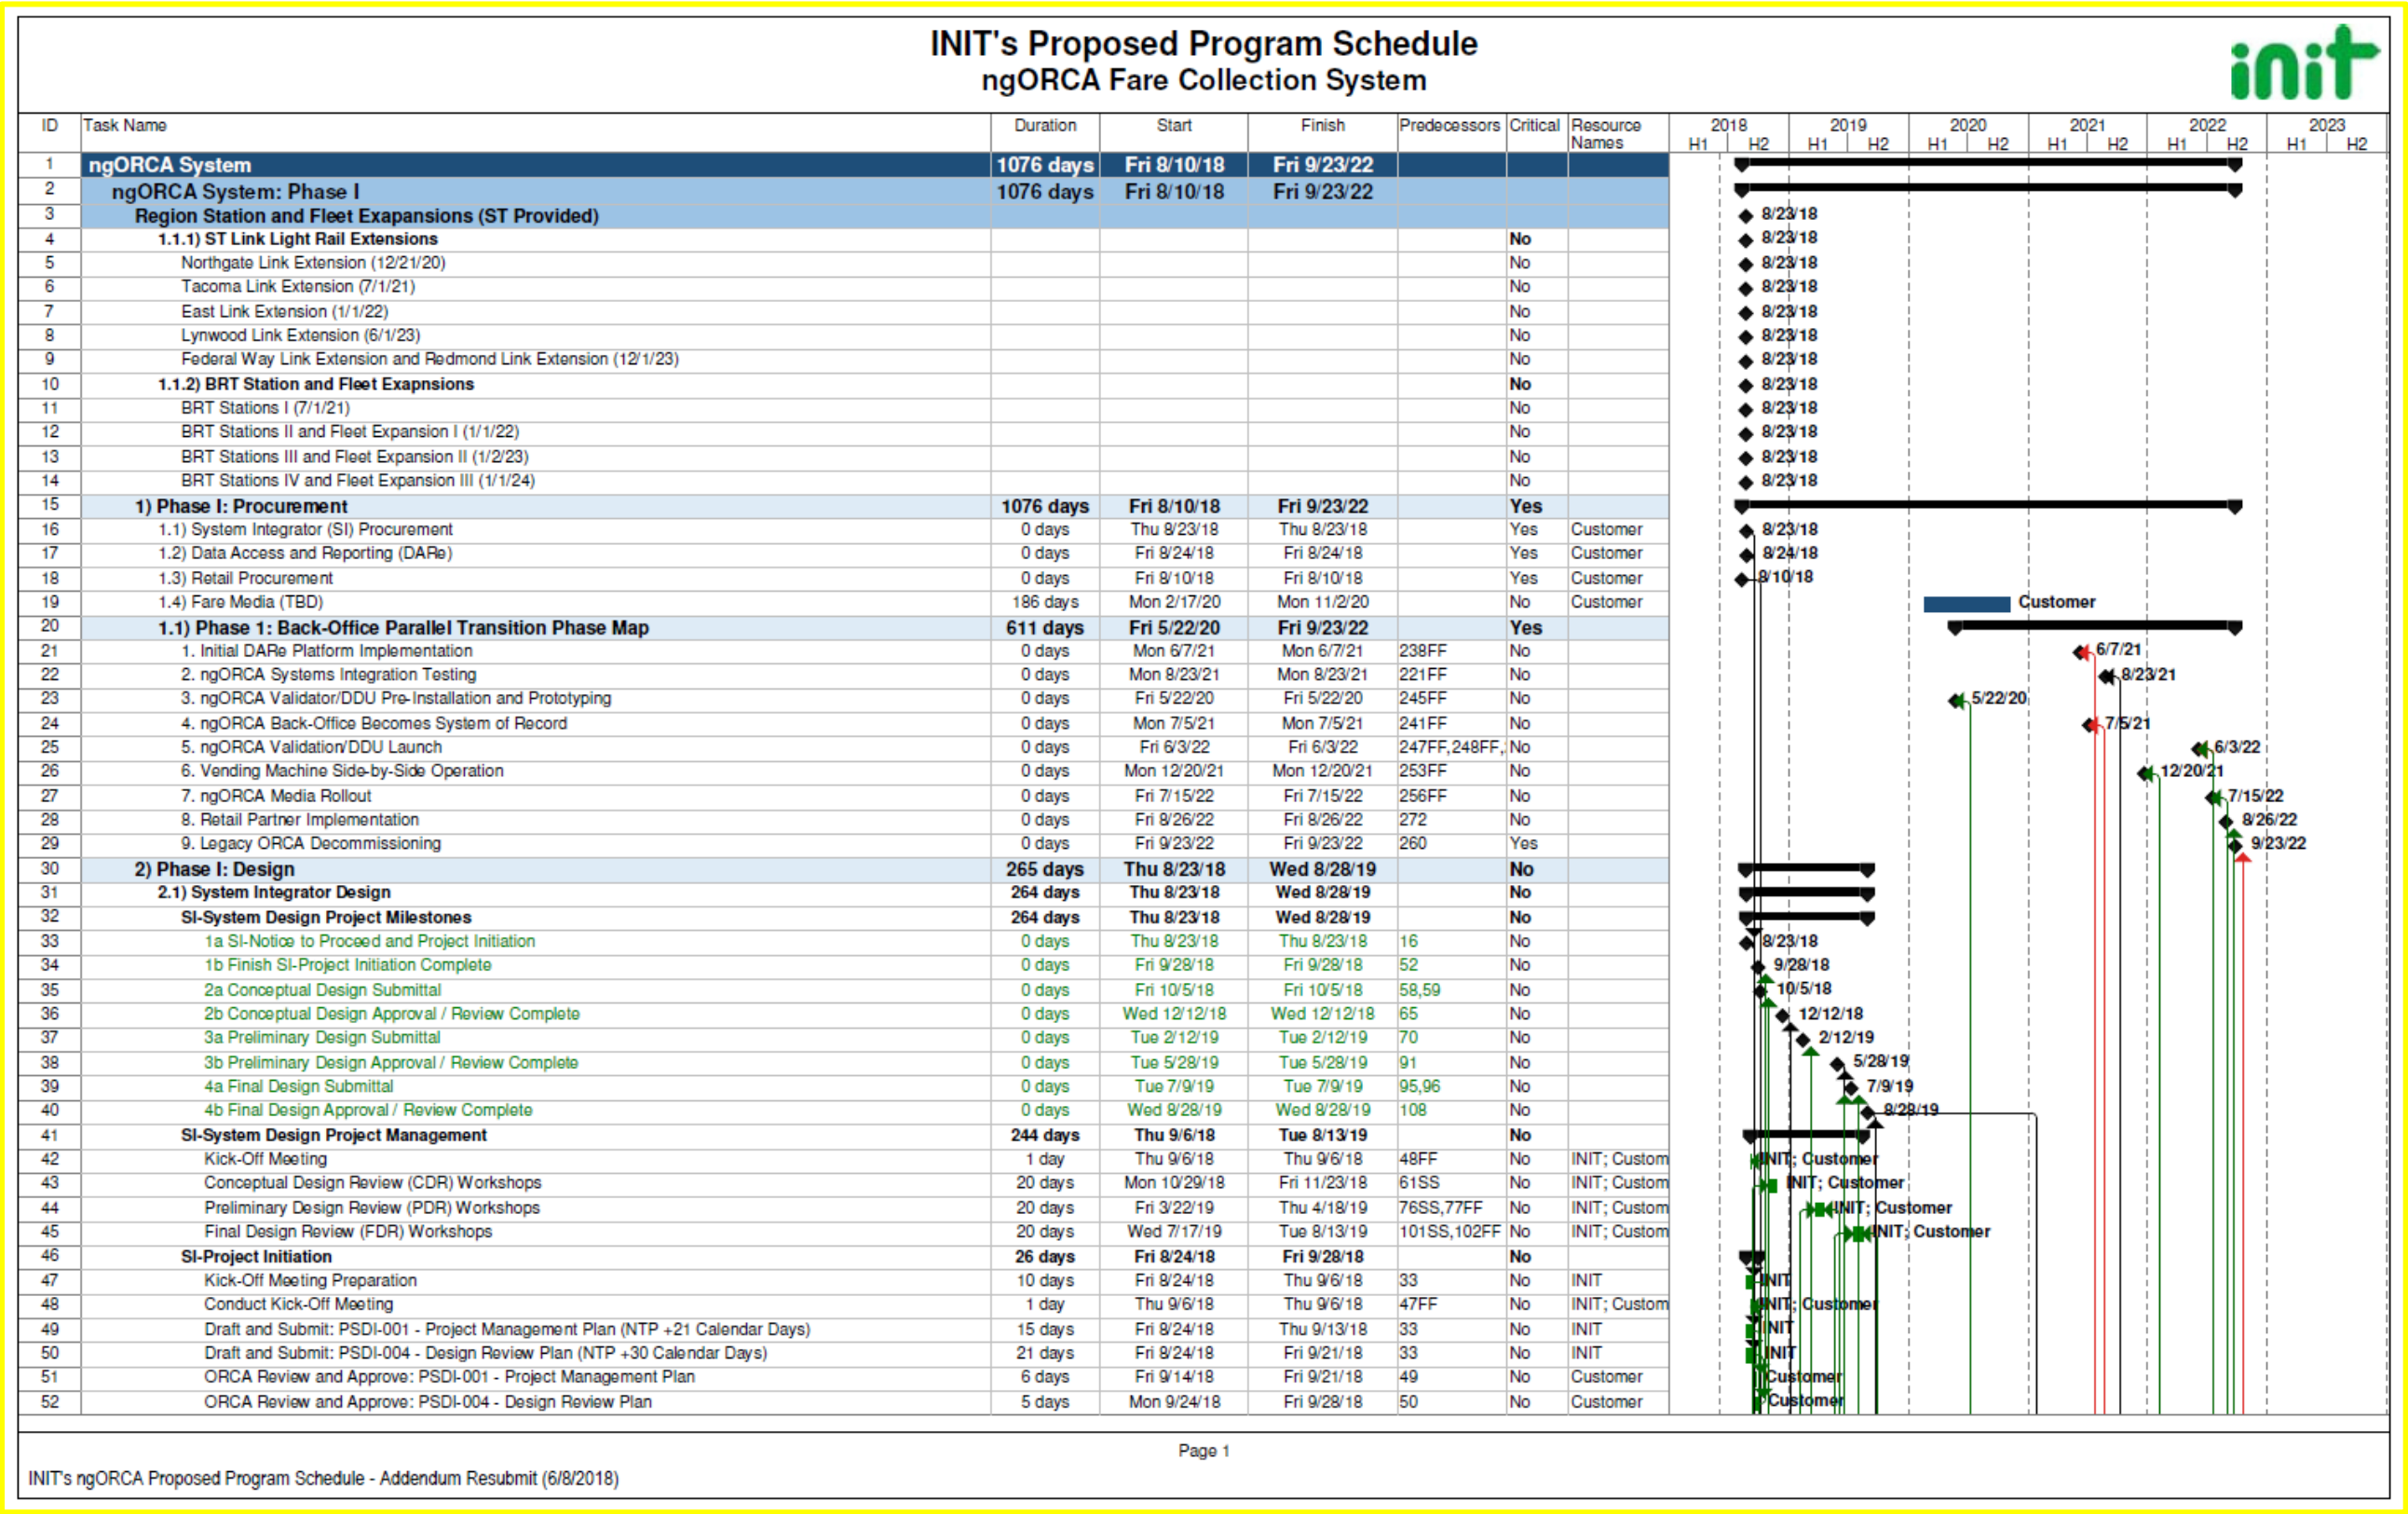 INIT's Proposed Program Schedule
ngORCA Fare Collection System
init
ID Task Name Duration Start Finish Predecessors Critical Resource Names 2018 2019 2020 2021 2022 2023
H1 H2 H1 H2 H1 H2 H1 H2 H1 H2 H1 H2
1 ngORCA System 1076 days Fri 8/10/18 Fri 9/23/22
2 ngORCA System: Phase I 1076 days Fri 8/10/18 Fri 9/23/22
3 Region Station and Fleet Exapansions (ST Provided) 8/23/18
4 1.1.1) ST Link Light Rail Extensions No 8/23/18
5 Northgate Link Extension (12/21/20) No 8/23/18
6 Tacoma Link Extension (7/1/21) No 8/23/18
7 East Link Extension (1/1/22) No 8/23/18
8 Lynwood Link Extension (6/1/23) No 8/23/18
9 Federal Way Link Extension and Redmond Link Extension (12/1/23) No 8/23/18
10 1.1.2) BRT Station and Fleet Exapnsions No 8/23/18
11 BRT Stations I (7/1/21) No 8/23/18
12 BRT Stations II and Fleet Expansion I (1/1/22) No 8/23/18
13 BRT Stations III and Fleet Expansion II (1/2/23) No 8/23/18
14 BRT Stations IV and Fleet Expansion III (1/1/24) No 8/23/18
15 1) Phase I: Procurement 1076 days Fri 8/10/18 Fri 9/23/22 Yes
16 1.1) System Integrator (SI) Procurement 0 days Thu 8/23/18 Thu 8/23/18 Yes Customer 8/23/18
17 1.2) Data Access and Reporting (DARe) 0 days Fri 8/24/18 Fri 8/24/18 Yes Customer 8/24/18
18 1.3) Retail Procurement 0 days Fri 8/10/18 Fri 8/10/18 Yes Customer 8/10/18
19 1.4) Fare Media (TBD) 186 days Mon 2/17/20 Mon 11/2/20 No Customer Customer
20 1.1) Phase 1: Back-Office Parallel Transition Phase Map 611 days Fri 5/22/20 Fri 9/23/22 Yes
21 1. Initial DARe Platform Implementation 0 days Mon 6/7/21 Mon 6/7/21 238FF No 6/7/21
22 2. ngORCA Systems Integration Testing 0 days Mon 8/23/21 Mon 8/23/21 221FF No 8/23/21
23 3. ngORCA Validator/DDU Pre-Installation and Prototyping 0 days Fri 5/22/20 Fri 5/22/20 245FF No 5/22/20
24 4. ngORCA Back-Office Becomes System of Record 0 days Mon 7/5/21 Mon 7/5/21 241FF No 7/5/21
25 5. ngORCA Validation/DDU Launch 0 days Fri 6/3/22 Fri 6/3/22 247FF,248FF, No 6/3/22
26 6. Vending Machine Side-by-Side Operation 0 days Mon 12/20/21 Mon 12/20/21 253FF No 12/20/21
27 7. ngORCA Media Rollout 0 days Fri 7/15/22 Fri 7/15/22 256FF No 7/15/22
28 8. Retail Partner Implementation 0 days Fri 8/26/22 Fri 8/26/22 272 No 8/26/22
29 9. Legacy ORCA Decommissioning 0 days Fri 9/23/22 Fri 9/23/22 260 Yes 9/23/22
30 2) Phase I: Design 265 days Thu 8/23/18 Wed 8/28/19 No
31 2.1) System Integrator Design 264 days Thu 8/23/18 Wed 8/28/19 No
32 SI-System Design Project Milestones 264 days Thu 8/23/18 Wed 8/28/19 No
33 1a SI-Notice to Proceed and Project Initiation 0 days Thu 8/23/18 Thu 8/23/18 16 No 8/23/18
34 1b Finish SI-Project Initiation Complete 0 days Fri 9/28/18 Fri 9/28/18 52 No 9/28/18
35 2a Conceptual Design Submittal 0 days Fri 10/5/18 Fri 10/5/18 58,59 No 10/5/18
36 2b Conceptual Design Approval / Review Complete 0 days Wed 12/12/18 Wed 12/12/18 65 No 12/12/18
37 3a Preliminary Design Submittal 0 days Tue 2/12/19 Tue 2/12/19 70 No 2/12/19
38 3b Preliminary Design Approval / Review Complete 0 days Tue 5/28/19 Tue 5/28/19 91 No 5/28/19
39 4a Final Design Submittal 0 days Tue 7/9/19 Tue 7/9/19 95,96 No 7/9/19
40 4b Final Design Approval / Review Complete 0 days Wed 8/28/19 Wed 8/28/19 108 No 8/28/19
41 SI-System Design Project Management 244 days Thu 9/6/18 Tue 8/13/19 No
42 Kick-Off Meeting 1 day Thu 9/6/18 Thu 9/6/18 48FF No INIT; Custom INIT; Customer
43 Conceptual Design Review (CDR) Workshops 20 days Mon 10/29/18 Fri 11/23/18 61SS No INIT; Custom INIT; Customer
44 Preliminary Design Review (PDR) Workshops 20 days Fri 3/22/19 Thu 4/18/19 76SS,77FF No INIT; Custom INIT; Customer
45 Final Design Review (FDR) Workshops 20 days Wed 7/17/19 Tue 8/13/19 101SS,102FF No INIT; Custom INIT; Customer
46 SI-Project Initiation 26 days Fri 8/24/18 Fri 9/28/18 No
47 Kick-Off Meeting Preparation 10 days Fri 8/24/18 Thu 9/6/18 33 No INIT INIT
48 Conduct Kick-Off Meeting 1 day Thu 9/6/18 Thu 9/6/18 47FF No INIT; Custom INIT; Customer
49 Draft and Submit: PSDI-001 - Project Management Plan (NTP +21 Calendar Days) 15 days Fri 8/24/18 Thu 9/13/18 33 No INIT INIT
50 Draft and Submit: PSDI-004 - Design Review Plan (NTP +30 Calendar Days) 21 days Fri 8/24/18 Fri 9/21/18 33 No INIT INIT
51 ORCA Review and Approve: PSDI-001 - Project Management Plan 6 days Fri 9/14/18 Fri 9/21/18 49 No Customer Customer
52 ORCA Review and Approve: PSDI-004 - Design Review Plan 5 days Mon 9/24/18 Fri 9/28/18 50 No Customer Customer
Page 1
INIT's ngORCA Proposed Program Schedule - Addendum Resubmit (6/8/2018)